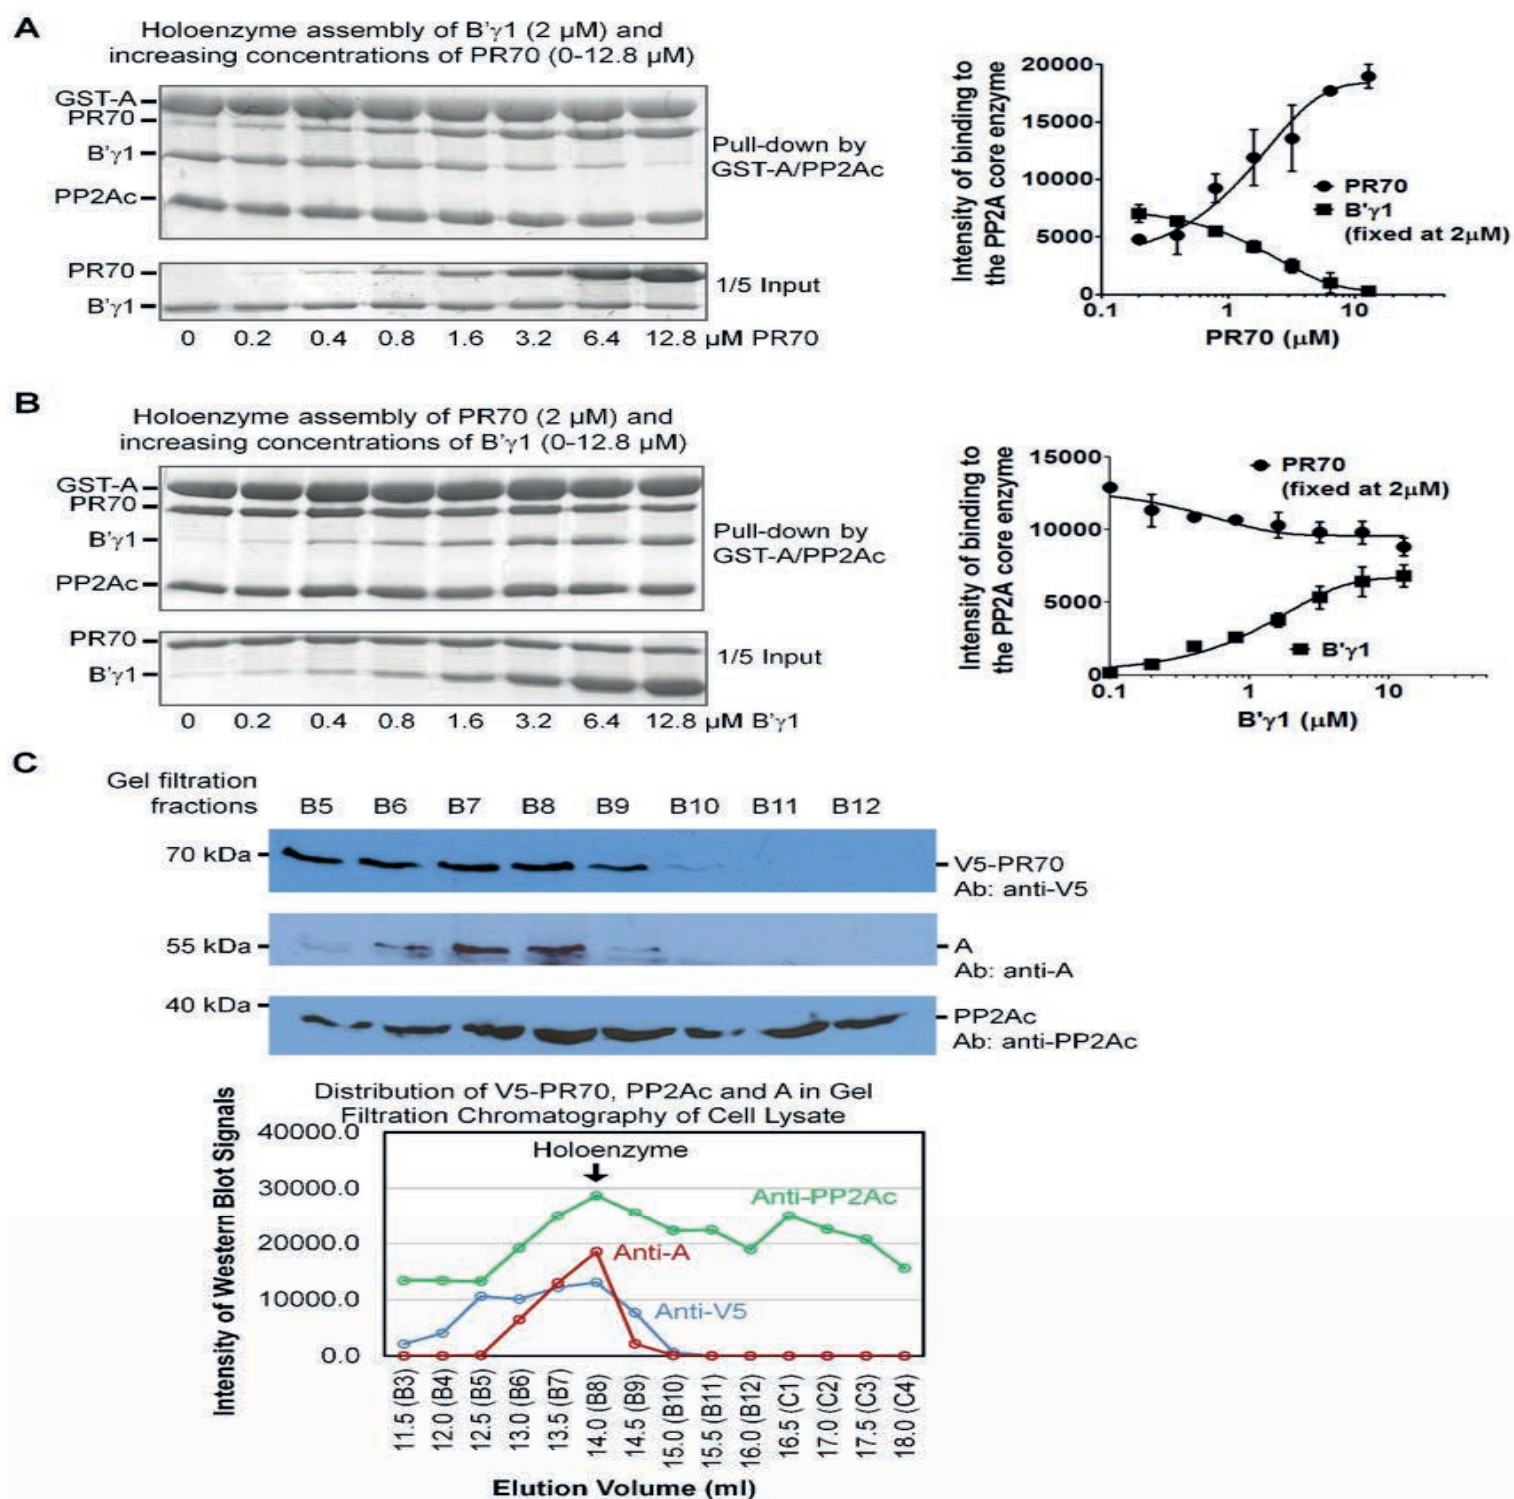 A
Holoenzyme assembly of B'γ1 (2 µM) and
increasing concentrations of PR70 (0-12.8 µM)
GST-A
PR70
B'γ1
PP2Ac
Pull-down by
GST-A/PP2Ac
PR70
B'γ1
1/5 Input
0 0.2 0.4 0.8 1.6 3.2 6.4 12.8 µM PR70
Intensity of binding to
the PP2A core enzyme
20000
15000
10000
5000
0
PR70
B'γ1
(fixed at 2µM)
0.1 1 10
PR70 (µM)
B
Holoenzyme assembly of PR70 (2 µM) and
increasing concentrations of B'γ1 (0-12.8 µM)
GST-A
PR70
B'γ1
PP2Ac
Pull-down by
GST-A/PP2Ac
PR70
B'γ1
1/5 Input
0 0.2 0.4 0.8 1.6 3.2 6.4 12.8 µM B'γ1
Intensity of binding to
the PP2A core enzyme
15000
10000
5000
0
PR70
(fixed at 2µM)
B'γ1
0.1 1 10
B'γ1 (µM)
C
Gel filtration
fractions B5 B6 B7 B8 B9 B10 B11 B12
70 kDa
V5-PR70
Ab: anti-V5
55 kDa
A
Ab: anti-A
40 kDa
PP2Ac
Ab: anti-PP2Ac
Distribution of V5-PR70, PP2Ac and A in Gel
Filtration Chromatography of Cell Lysate
Intensity of Western Blot Signals
40000.0
30000.0
20000.0
10000.0
0.0
Holoenzyme
Anti-PP2Ac
Anti-A
Anti-V5
11.5 (B3)
12.0 (B4)
12.5 (B5)
13.0 (B6)
13.5 (B7)
14.0 (B8)
14.5 (B9)
15.0 (B10)
15.5 (B11)
16.0 (B12)
16.5 (C1)
17.0 (C2)
17.5 (C3)
18.0 (C4)
Elution Volume (ml)